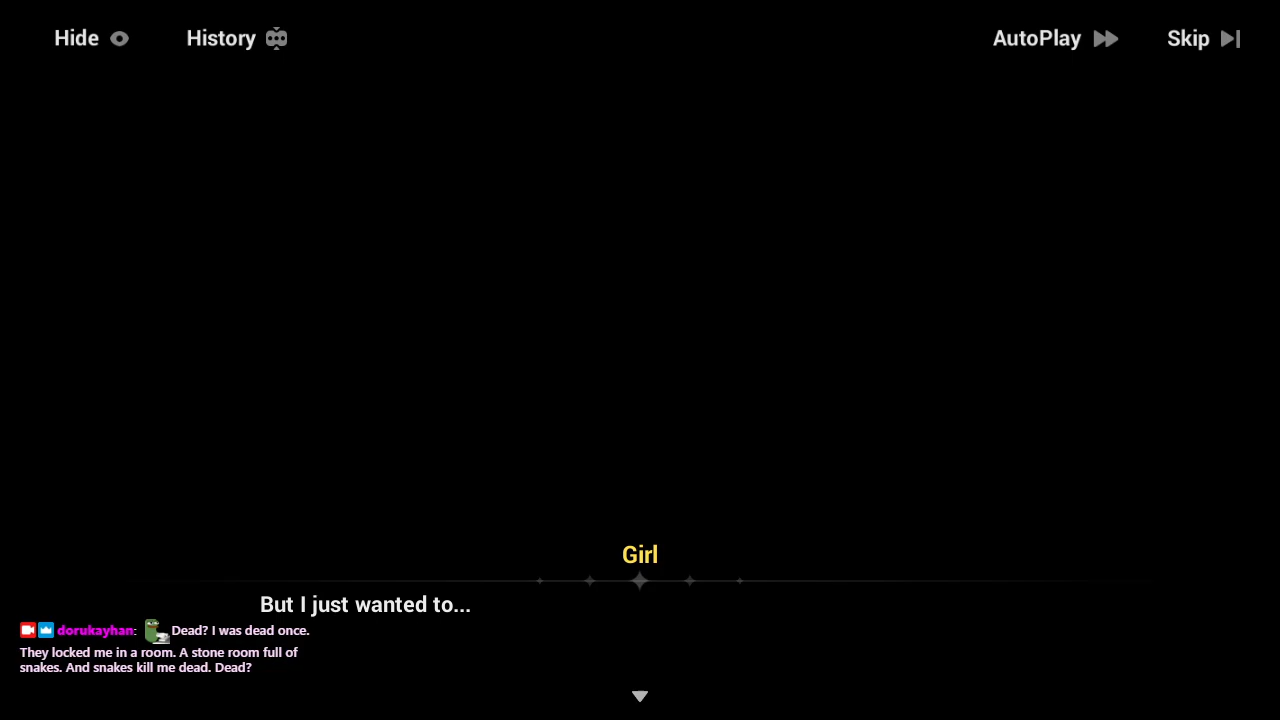 Hide
History
AutoPlay
Skip
Girl
But I just wanted to...
dorukayhan: Dead? I was dead once.
They locked me in a room. A stone room full of
snakes. And snakes kill me dead. Dead?